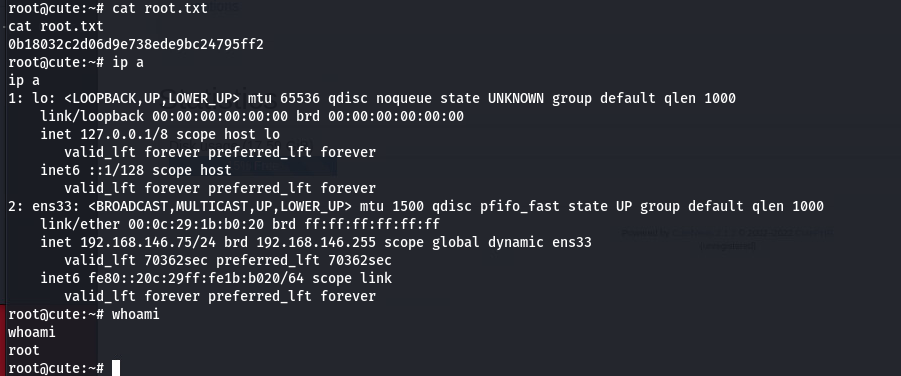 root@cute:~# cat root.txt
cat root.txt
0b18032c2d06d9e738ede9bc24795ff2
root@cute:~# ip a
ip a
1: lo: <LOOPBACK,UP,LOWER_UP> mtu 65536 qdisc noqueue state UNKNOWN group default qlen 1000
    link/loopback 00:00:00:00:00:00 brd 00:00:00:00:00:00
    inet 127.0.0.1/8 scope host lo
       valid_lft forever preferred_lft forever
    inet6 ::1/128 scope host
       valid_lft forever preferred_lft forever
2: ens33: <BROADCAST,MULTICAST,UP,LOWER_UP> mtu 1500 qdisc pfifo_fast state UP group default qlen 1000
    link/ether 00:0c:29:1b:b0:20 brd ff:ff:ff:ff:ff:ff
    inet 192.168.146.75/24 brd 192.168.146.255 scope global dynamic ens33
       valid_lft 70362sec preferred_lft 70362sec
    inet6 fe80::20c:29ff:fe1b:b020/64 scope link
       valid_lft forever preferred_lft forever
root@cute:~# whoami
whoami
root
root@cute:~#